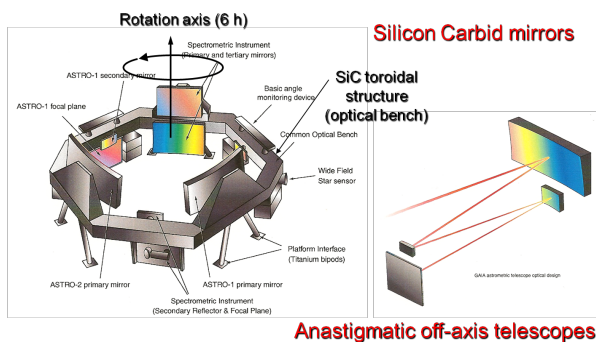 Rotation axis (6 h)
Silicon Carbid mirrors
Spectrometric Instrument
(Primary and tertiary mirrors)
ASTRO-1 secondary mirror
SiC toroidal
structure
(optical bench)
Basic angle
monitoring device
ASTRO-1 focal plane
Common Optical Bench
Wide Field
Star sensor
Platform Interface
(Titanium bipods)
GAIA astrometric telescope optical design
ASTRO-2 primary mirror
ASTRO-1 primary mirror
Spectrometric Instrument
(Secondary Reflector & Focal Plane)
Anastigmatic off-axis telescopes